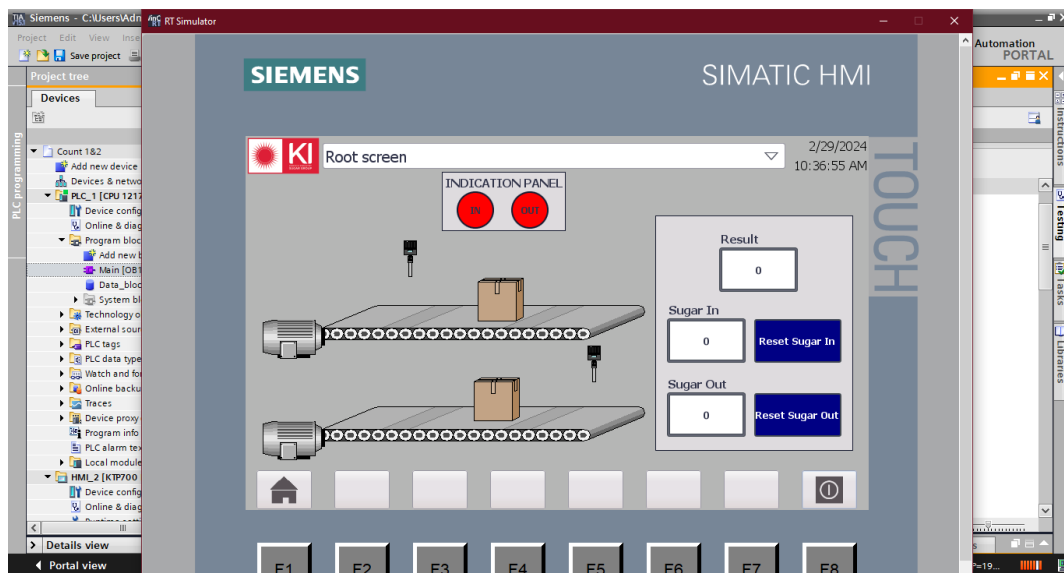 Siemens - C:\Users\Adn
RT Simulator
Project Edit View Inse
Save project
Automation
PORTAL
Project tree
Devices
PLC programming
Count 1&2
Add new device
Devices & netwo
PLC_1 [CPU 1217
Device config
Online & diag
Program bloc
Add new b
Main [OB1
Data_bloc
System bl
Technology o
External sour
PLC tags
PLC data type
Watch and fo
Online backu
Traces
Device proxy
Program info
PLC alarm tex
Local module
HMI_2 [KTP700
Device config
Online & diag
Details view
Portal view
SIEMENS
SIMATIC HMI
TOUCH
KI
Root screen
2/29/2024
10:36:55 AM
INDICATION PANEL
IN OUT
Result
0
Sugar In
0
Reset Sugar In
Sugar Out
0
Reset Sugar Out
F1 F2 F3 F4 F5 F6 F7 F8
Instructions
Testing
Tasks
Libraries